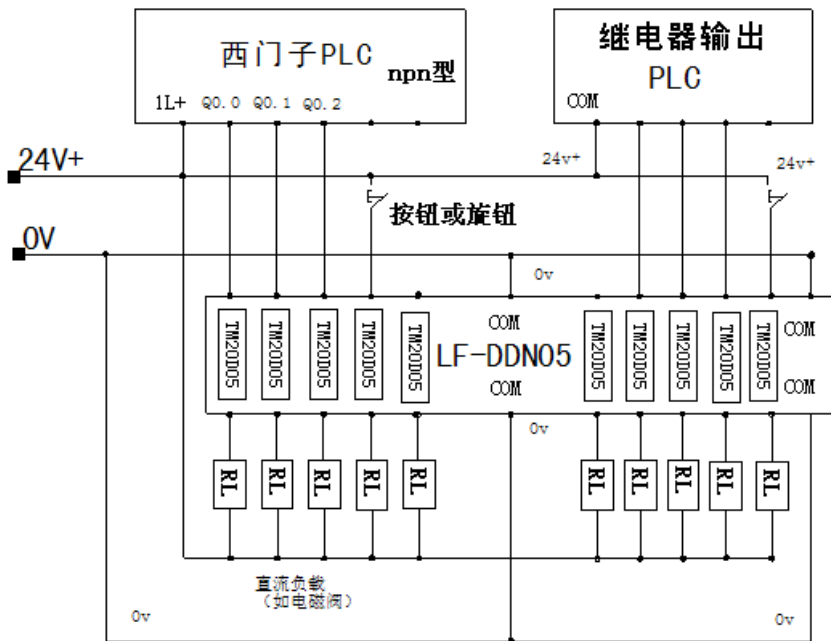 西门子PLC
npn型
1L+ Q0.0 Q0.1 Q0.2
继电器输出
PLC
COM
24V+
24v+
24v+
按钮或旋钮
0V
0v
TM20D05
TM20D05
TM20D05
TM20D05
TM20D05
COM
LF-DDN05
COM
TM20D05
TM20D05
TM20D05
TM20D05
TM20D05
COM
COM
0v
RL
RL
RL
RL
RL
RL
RL
RL
RL
RL
直流负载
(如电磁阀)
0v
0v